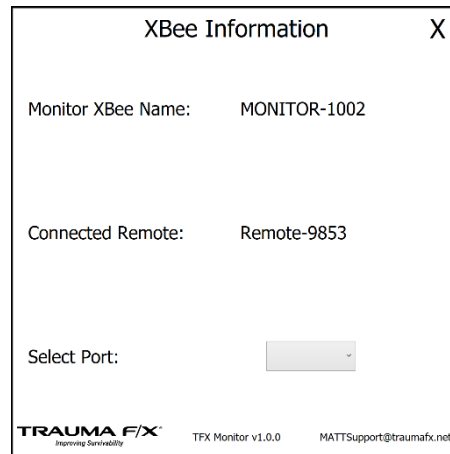 XBee Information X
Monitor XBee Name: MONITOR-1002
Connected Remote: Remote-9853
Select Port:
TRAUMA F/X®
Improving Survivability
TFX Monitor v1.0.0
MATTSupport@traumafx.net